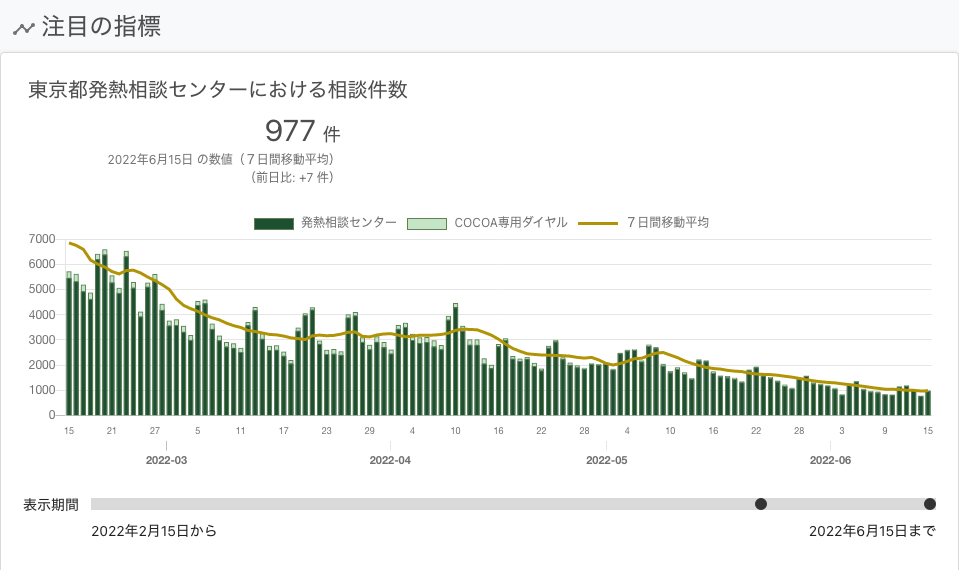 注目の指標
東京都発熱相談センターにおける相談件数
977 件
2022年6月15日 の数値（７日間移動平均）
（前日比: +7 件）
発熱相談センター COCOA専用ダイヤル ７日間移動平均
7000
6000
5000
4000
3000
2000
1000
0
15 21 27 5 11 17 23 29 4 10 16 22 28 4 10 16 22 28 3 9 15
2022-03 2022-04 2022-05 2022-06
表示期間
2022年2月15日から 2022年6月15日まで